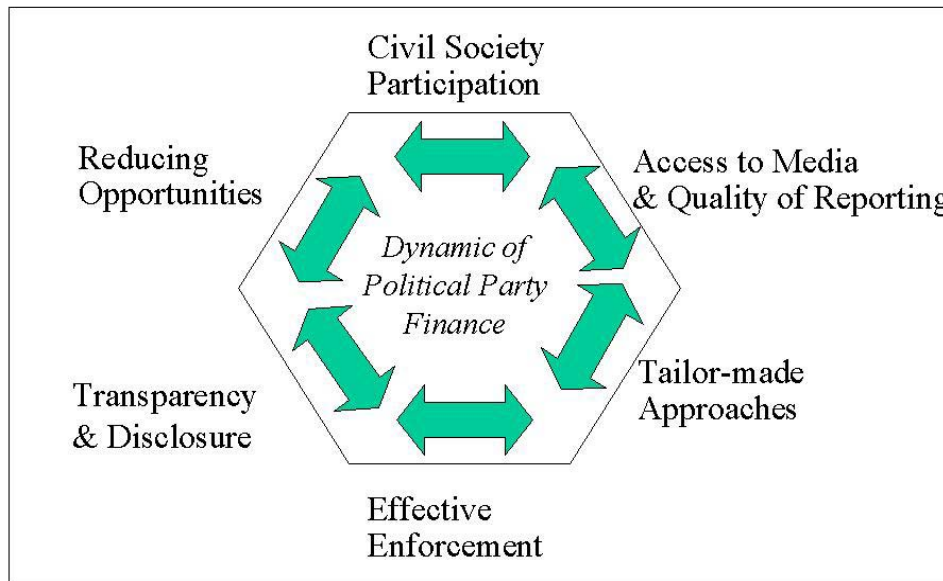 Civil Society
Participation
Reducing
Opportunities
Access to Media
& Quality of Reporting
Dynamic of
Political Party
Finance
Transparency
& Disclosure
Tailor-made
Approaches
Effective
Enforcement